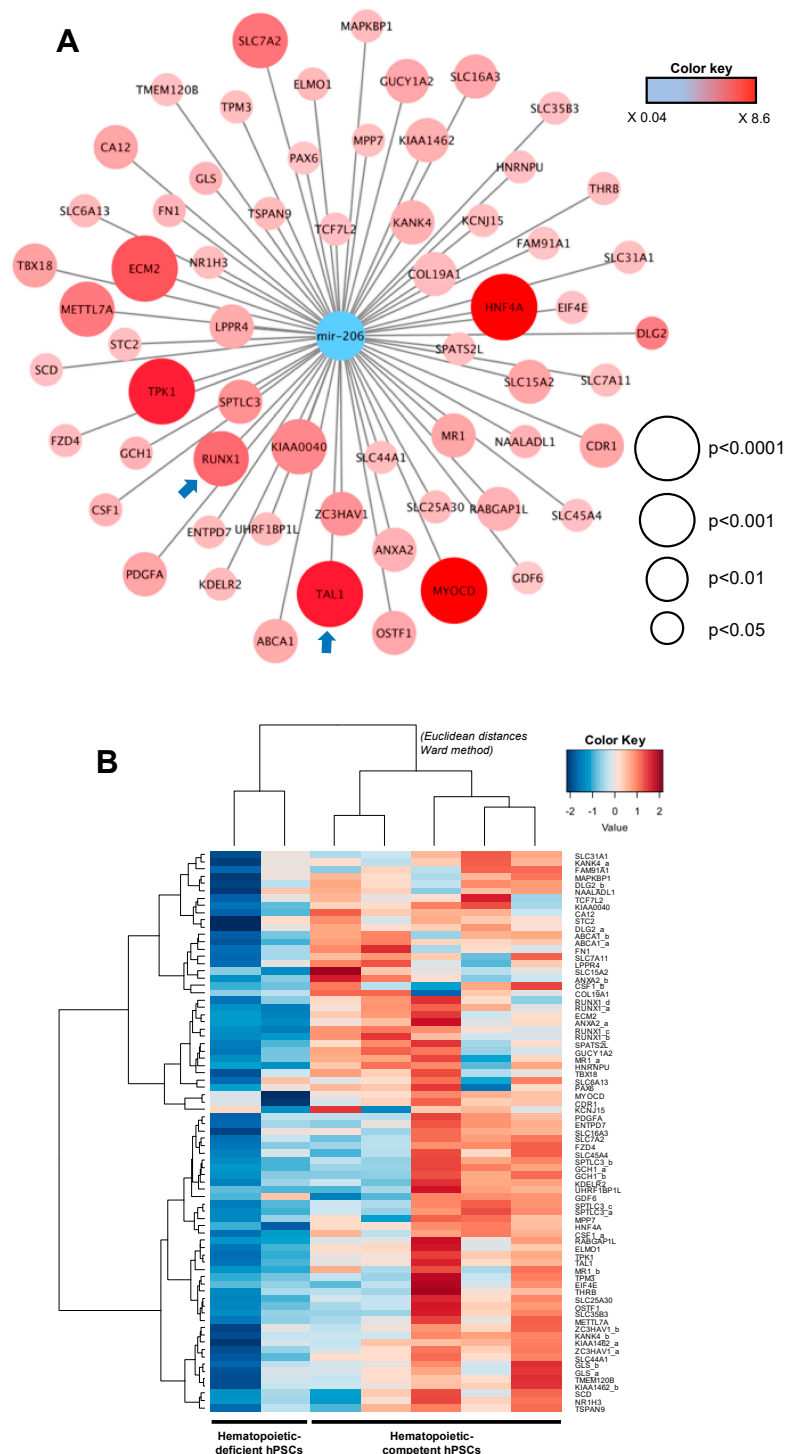 A
MAPKBP1
SLC7A2
SLC16A3
GUCY1A2
Color key
TMEM120B
ELMO1
TPM3
SLC35B3
X 0.04 X 8.6
CA12
PAX6
MPP7
KIAA1462
HNRNPU
GLS
THRB
SLC6A13
FN1
TSPAN9
TCF7L2
KANK4
KCNJ15
FAM91A1
TBX18
ECM2
NR1H3
COL19A1
SLC31A1
METTL7A
HNF4A
EIF4E
LPPR4
mir-206
DLG2
STC2
SPATS2L
SCD
TPK1
SLC15A2
SLC7A11
SPTLC3
FZD4
GCH1
RUNX1
KIAA0040
SLC44A1
MR1
NAALADL1
CDR1
p<0.0001
CSF1
ENTPD7
UHRF1BP1L
ZC3HAV1
SLC25A30
RABGAP1L
SLC45A4
p<0.001
PDGFA
KDELR2
ANXA2
GDF6
p<0.01
TAL1
MYOCD
ABCA1
OSTF1
p<0.05
B
(Euclidean distances
Ward method)
Color Key
-2 -1 0 1 2
Value
SLC31A1
KANK4_a
FAM91A1
MAPKBP1
DLG2_b
NAALADL1
TCF7L2
KIAA0040
CA12
STC2
DLG2_a
ABCA1_b
ABCA1_a
FN1
SLC7A11
LPPR4
SLC15A2
ANXA2_b
CSF1_b
COL19A1
RUNX1_d
RUNX1_a
ECM2
ANXA2_a
RUNX1_c
RUNX1_b
SPATS2L
GUCY1A2
MR1_a
HNRNPU
TBX18
SLC6A13
PAX6
MYOCD
CDR1
KCNJ15
PDGFA
ENTPD7
SLC16A3
SLC7A2
FZD4
SLC45A4
SPTLC3_b
GCH1_a
GCH1_b
KDELR2
UHRF1BP1L
GDF6
SPTLC3_c
SPTLC3_a
MPP7
HNF4A
CSF1_a
RABGAP1L
ELMO1
TPK1
TAL1
MR1_b
TPM3
EIF4E
THRB
SLC25A30
OSTF1
SLC35B3
METTL7A
ZC3HAV1_b
KANK4_b
KIAA1462_a
ZC3HAV1_a
SLC44A1
GLS_b
GLS_a
TMEM120B
KIAA1462_b
SCD
NR1H3
TSPAN9
Hematopoietic-
deficient hPSCs
Hematopoietic-
competent hPSCs